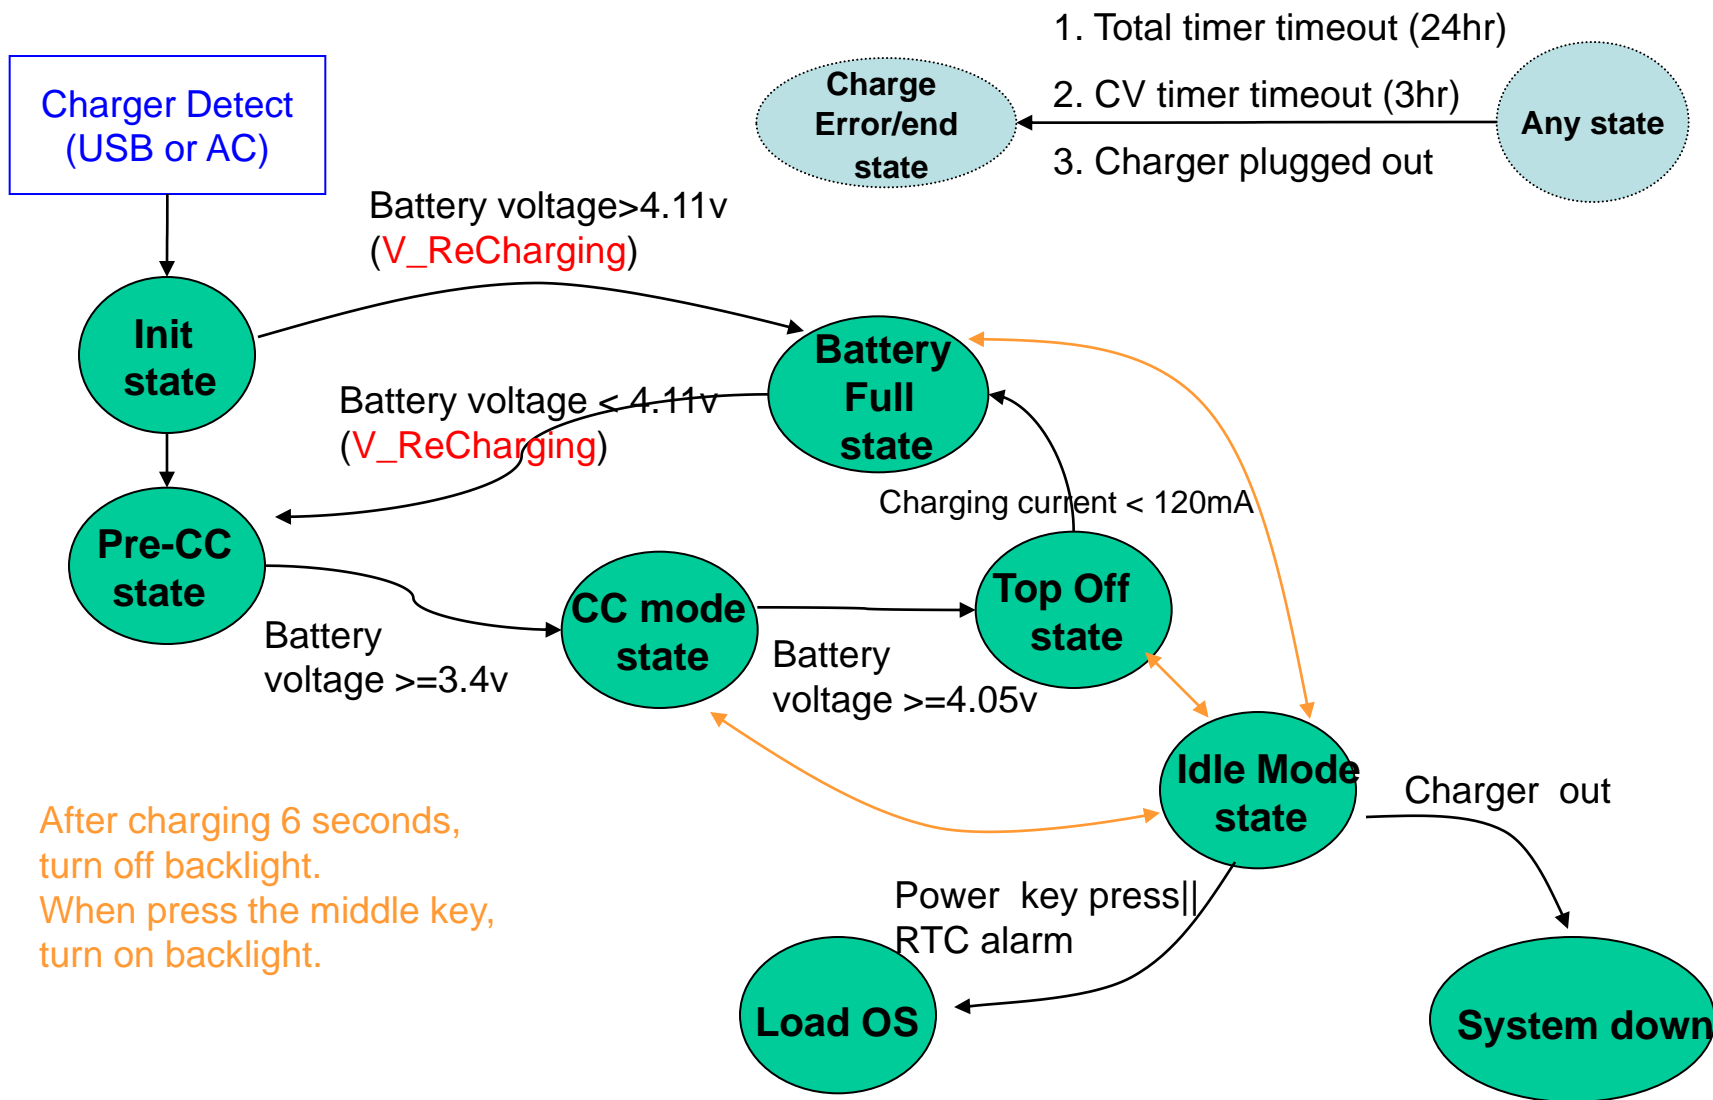 1. Total timer timeout (24hr)
Charger Detect
(USB or AC)
Charge
Error/end
state
2. CV timer timeout (3hr)
Any state
3. Charger plugged out
Battery voltage>4.11v
(V_ReCharging)
Init
state
Battery
Full
state
Battery voltage < 4.11v
(V_ReCharging)
Charging current < 120mA
Pre-CC
state
CC mode
state
Top Off
state
Battery
voltage >=3.4v
Battery
voltage >=4.05v
Idle Mode
state
Charger  out
After charging 6 seconds,
turn off backlight.
When press the middle key,
turn on backlight.
Power  key press||
RTC alarm
Load OS
System down